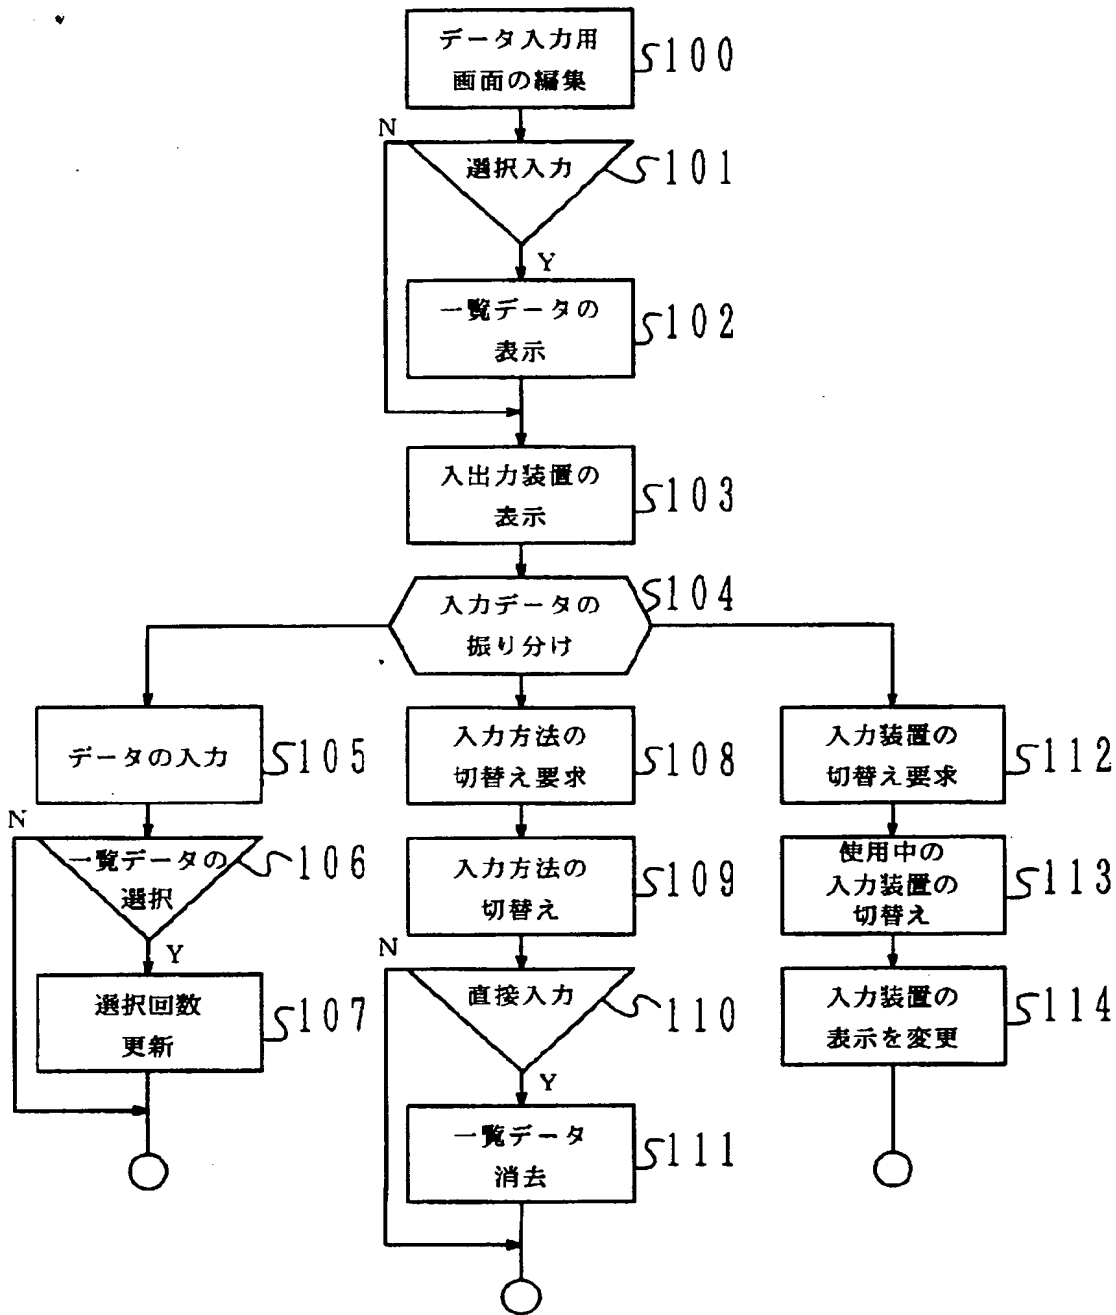 データ入力用
画面の編集
S100
N
選択入力
S101
Y
一覧データの
表示
S102
入出力装置の
表示
S103
入力データの
振り分け
S104
データの入力
S105
N
一覧データの
選択
S106
Y
選択回数
更新
S107
入力方法の
切替え要求
S108
入力方法の
切替え
S109
N
直接入力
110
Y
一覧データ
消去
S111
入力装置の
切替え要求
S112
使用中の
入力装置の
切替え
S113
入力装置の
表示を変更
S114